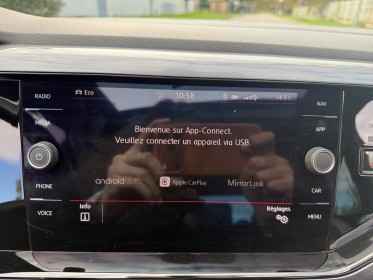 RADIO
MEDIA
PHONE
VOICE
Eco
10:56
14.5°C
Bienvenue sur App-Connect.
Veuillez connecter un appareil via USB
android auto
Apple CarPlay
MirrorLink
Info
Réglages
NAV
APP
CAR
MENU